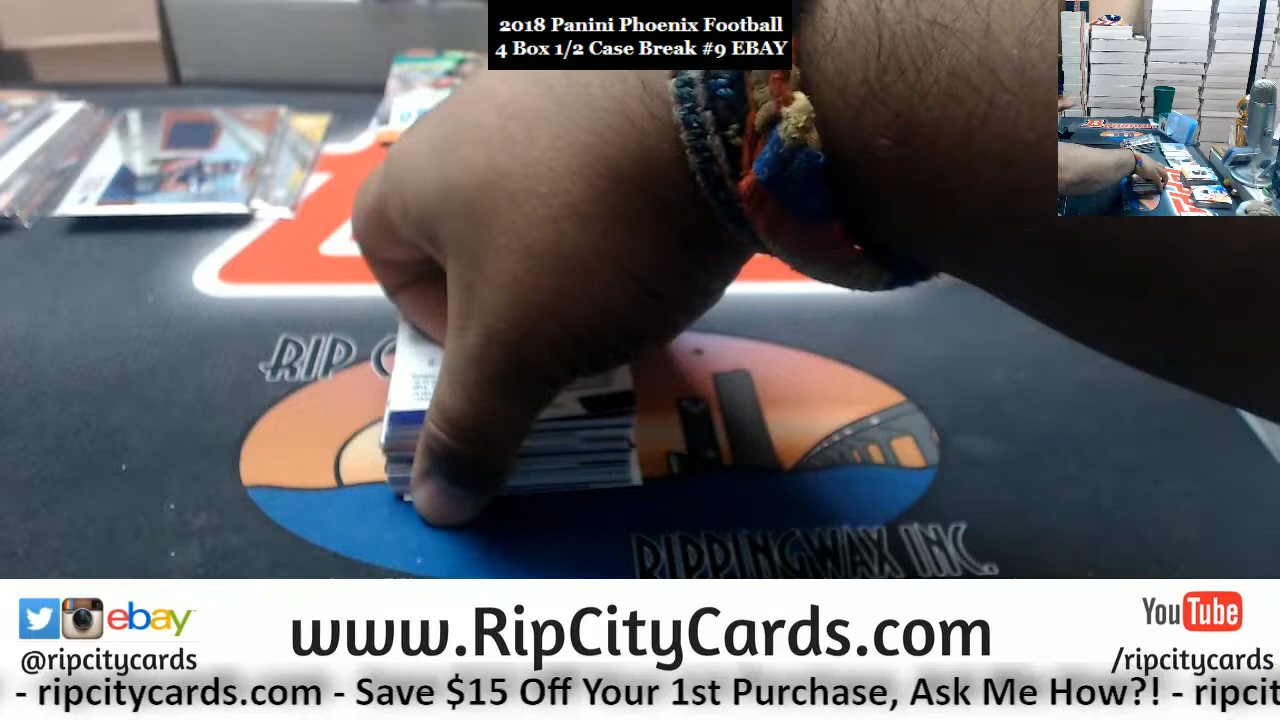 2018 Panini Phoenix Football
4 Box 1/2 Case Break #9 EBAY
RIP
RIPPINGWAX INC.
ebay
@ripcitycards
www.RipCityCards.com
YouTube
/ripcitycards
- ripcitycards.com - Save $15 Off Your 1st Purchase, Ask Me How?! - ripcit